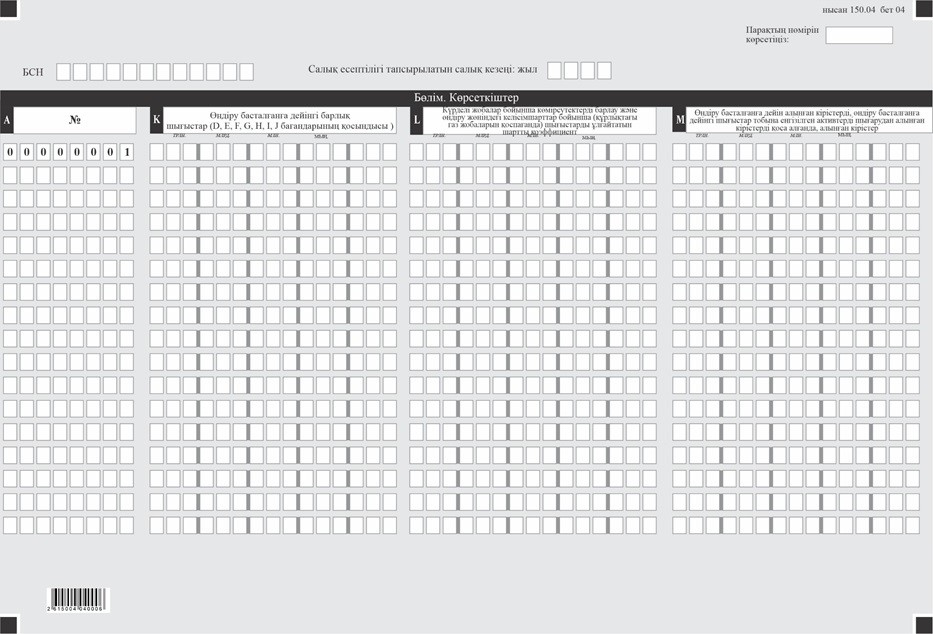 нысан 150.04 бет 04
Парақтың нөмірін
көрсетіңіз:
БСН
Салық есептілігі тапсырылатын салық кезеңі: жыл
Бөлім. Көрсеткіштер
A
№
K
Өндіру басталғанға дейінгі барлық
шығыстар (D, E, F, G, H, I, J бағандарының қосындысы )
L
Күрделі жобалар бойынша көмірсутектерді барлау және
өндіру жөніндегі келісімшарттар бойынша (құрлықтағы
газ жобаларын қоспағанда) шығыстарды ұлғайтатын
шартты коэффициент
M
Өндіру басталғанға дейін алынған кірістерді, өндіру басталғанға
дейінгі шығыстар тобына енгізілген активтерді шығарудан алынған
кірістерді қоса алғанда, алынған кірістер
трлн. млрд. млн. мың.
трлн. млрд. млн. мың.
трлн. млрд. млн. мың.
0 0 0 0 0 0 0 1
2 615004 040006